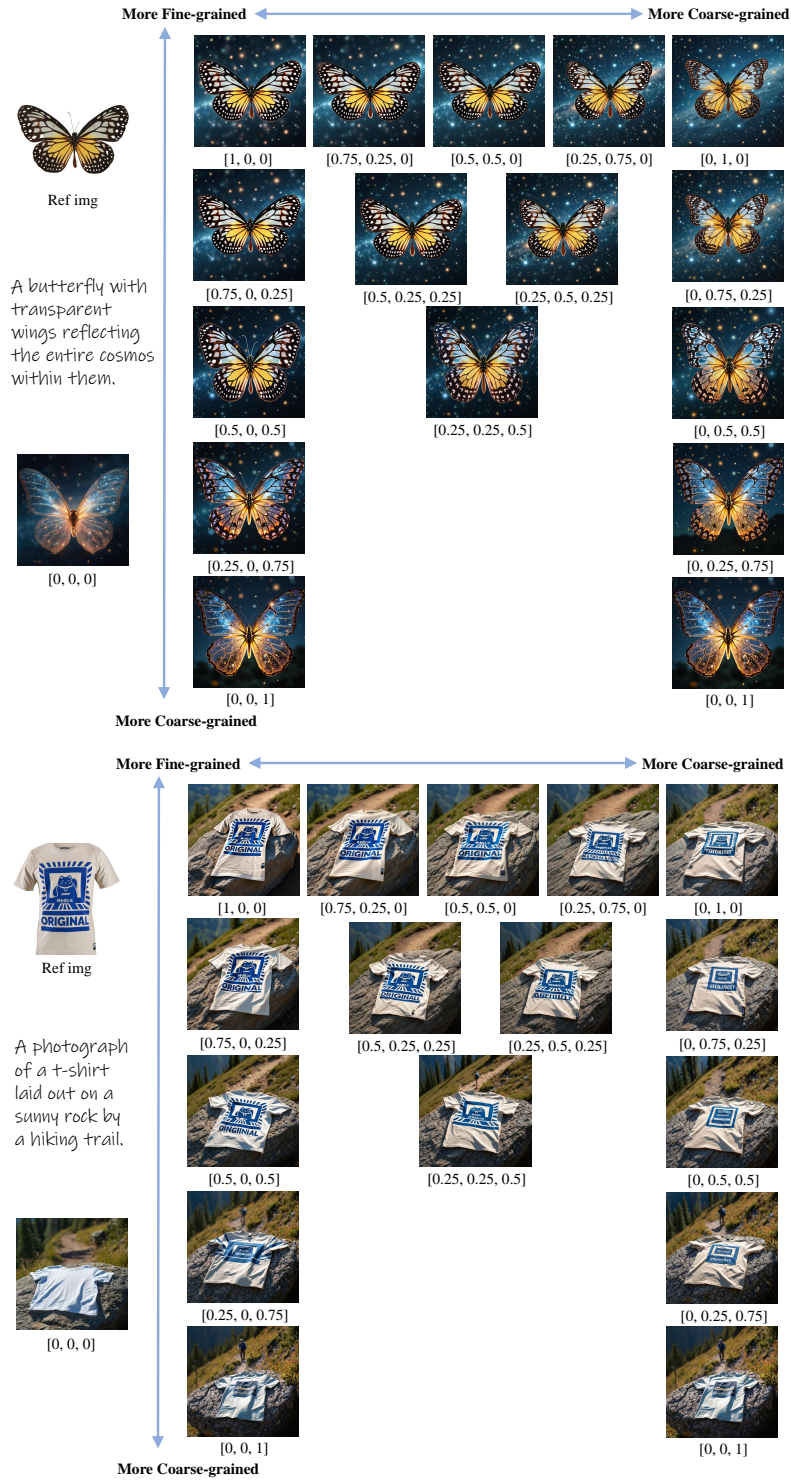 More Fine-grained More Coarse-grained
[1, 0, 0] [0.75, 0.25, 0] [0.5, 0.5, 0] [0.25, 0.75, 0] [0, 1, 0]
Ref img
[0.75, 0, 0.25] [0.5, 0.25, 0.25] [0.25, 0.5, 0.25] [0, 0.75, 0.25]
A butterfly with
transparent
wings reflecting
the entire cosmos
within them.
[0.5, 0, 0.5] [0.25, 0.25, 0.5] [0, 0.5, 0.5]
[0.25, 0, 0.75] [0, 0.25, 0.75]
[0, 0, 0]
[0, 0, 1] [0, 0, 1]
More Coarse-grained
More Fine-grained More Coarse-grained
ORIGINAL
ORIGINAL
ORIGINAL
ORIGINAL
[1, 0, 0] [0.75, 0.25, 0] [0.5, 0.5, 0] [0.25, 0.75, 0] [0, 1, 0]
Ref img
ORIGINAL
ORIGINALL
[0.75, 0, 0.25] [0.5, 0.25, 0.25] [0.25, 0.5, 0.25] [0, 0.75, 0.25]
A photograph
of a t-shirt
laid out on a
sunny rock by
a hiking trail.
[0.5, 0, 0.5] [0.25, 0.25, 0.5] [0, 0.5, 0.5]
[0.25, 0, 0.75] [0, 0.25, 0.75]
[0, 0, 0]
[0, 0, 1] [0, 0, 1]
More Coarse-grained